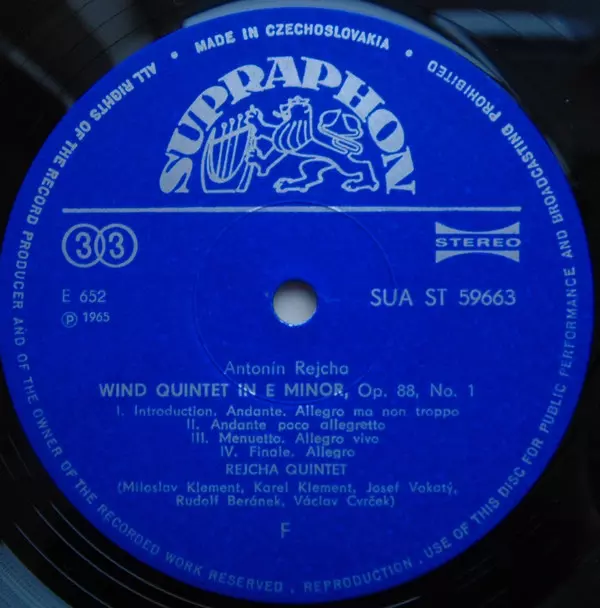 MADE IN CZECHOSLOVAKIA
ALL RIGHTS OF THE RECORD PRODUCER AND OF THE OWNER OF THE RECORDED WORK RESERVED . REPRODUCTION . USE OF THIS DISC FOR PUBLIC PERFORMANCE AND BROADCASTING PROHIBITED
SUPRAPHON
33
STEREO
E 652
SUA ST 59663
℗ 1965
Antonín Rejcha
WIND QUINTET IN E MINOR, Op. 88, No. 1
I. Introduction. Andante. Allegro ma non troppo
II. Andante poco allegretto
III. Menuetto. Allegro vivo
IV. Finale. Allegro
REJCHA QUINTET
(Miloslav Klement, Karel Klement, Josef Vokatý,
Rudolf Beránek, Václav Cvrček)
F